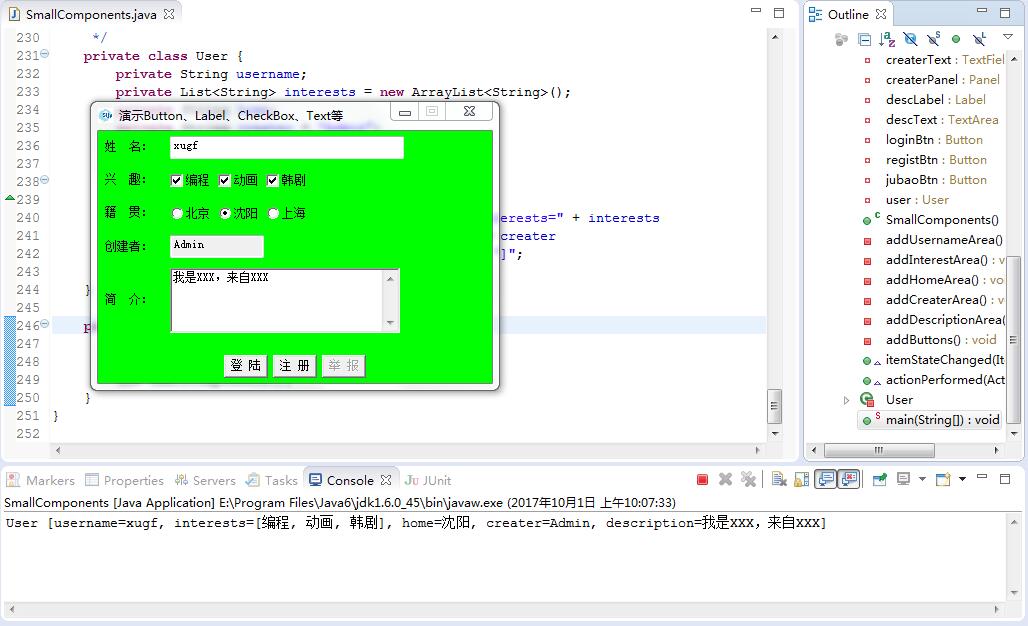 SmallComponents.java
230 */
231 private class User {
232 private String username;
233 private List<String> interests = new ArrayList<String>();
234
235
236
237
238
239
240 erests=" + interests
241 creater
242 ]";
243
244 }
245
246 p
247
248
249
250 }
251 }
252
演示Button、Label、CheckBox、Text等
姓 名: xugf
兴 趣: 编程 动画 韩剧
籍 贯: 北京 沈阳 上海
创建者: Admin
简 介: 我是XXX，来自XXX
登 陆 注 册 举 报
Outline
createrText : TextFiel
createrPanel : Panel
descLabel : Label
descText : TextArea
loginBtn : Button
registBtn : Button
jubaoBtn : Button
user : User
SmallComponents()
addUsernameArea()
addInterestArea() : v
addHomeArea() : vo
addCreaterArea() : v
addDescriptionArea(
addButtons() : void
itemStateChanged(It
actionPerformed(Act
User
main(String[]) : void
Markers Properties Servers Tasks Console JUnit
SmallComponents [Java Application] E:\Program Files\Java6\jdk1.6.0_45\bin\javaw.exe (2017年10月1日 上午10:07:33)
User [username=xugf, interests=[编程, 动画, 韩剧], home=沈阳, creater=Admin, description=我是XXX，来自XXX]